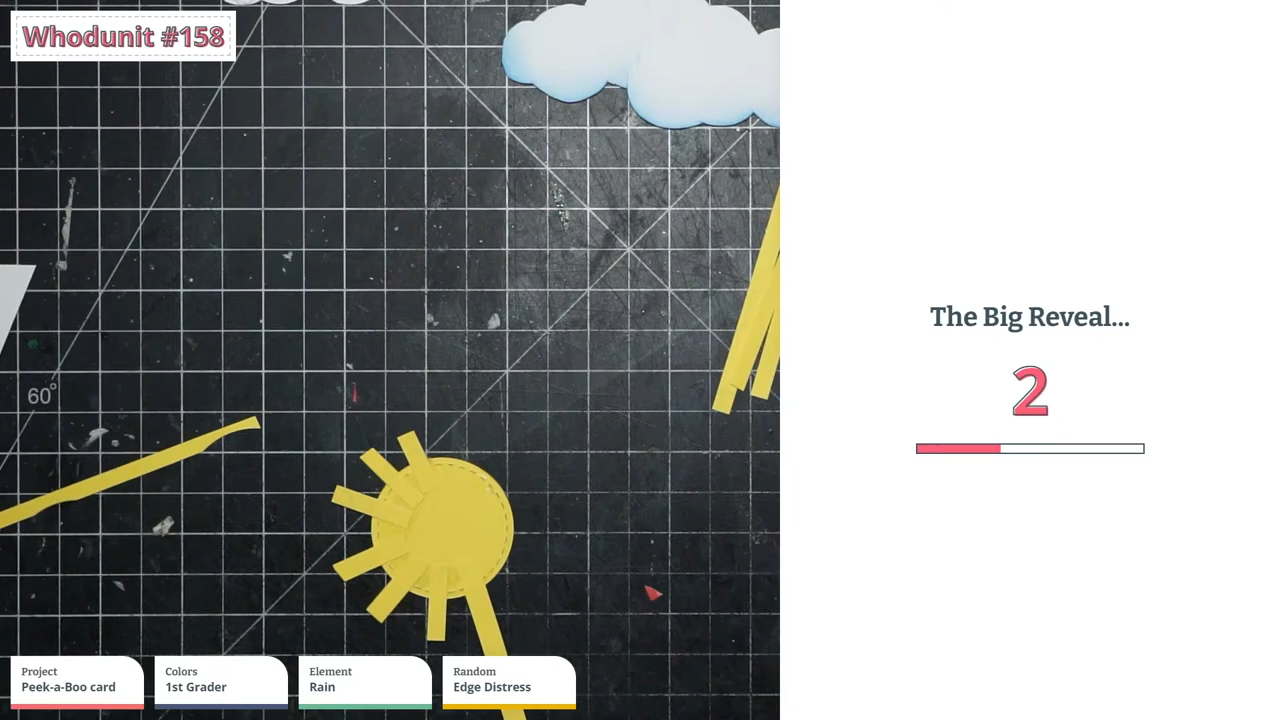 Whodunit #158
60°
The Big Reveal...
2
Project
Peek-a-Boo card
Colors
1st Grader
Element
Rain
Random
Edge Distress